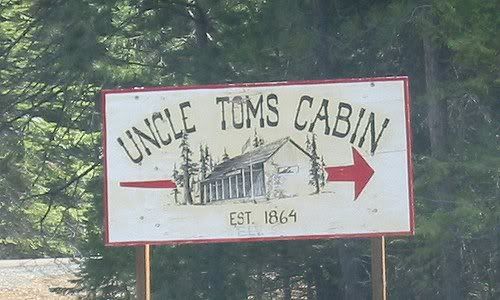 UNCLE TOMS CABIN
EST. 1864